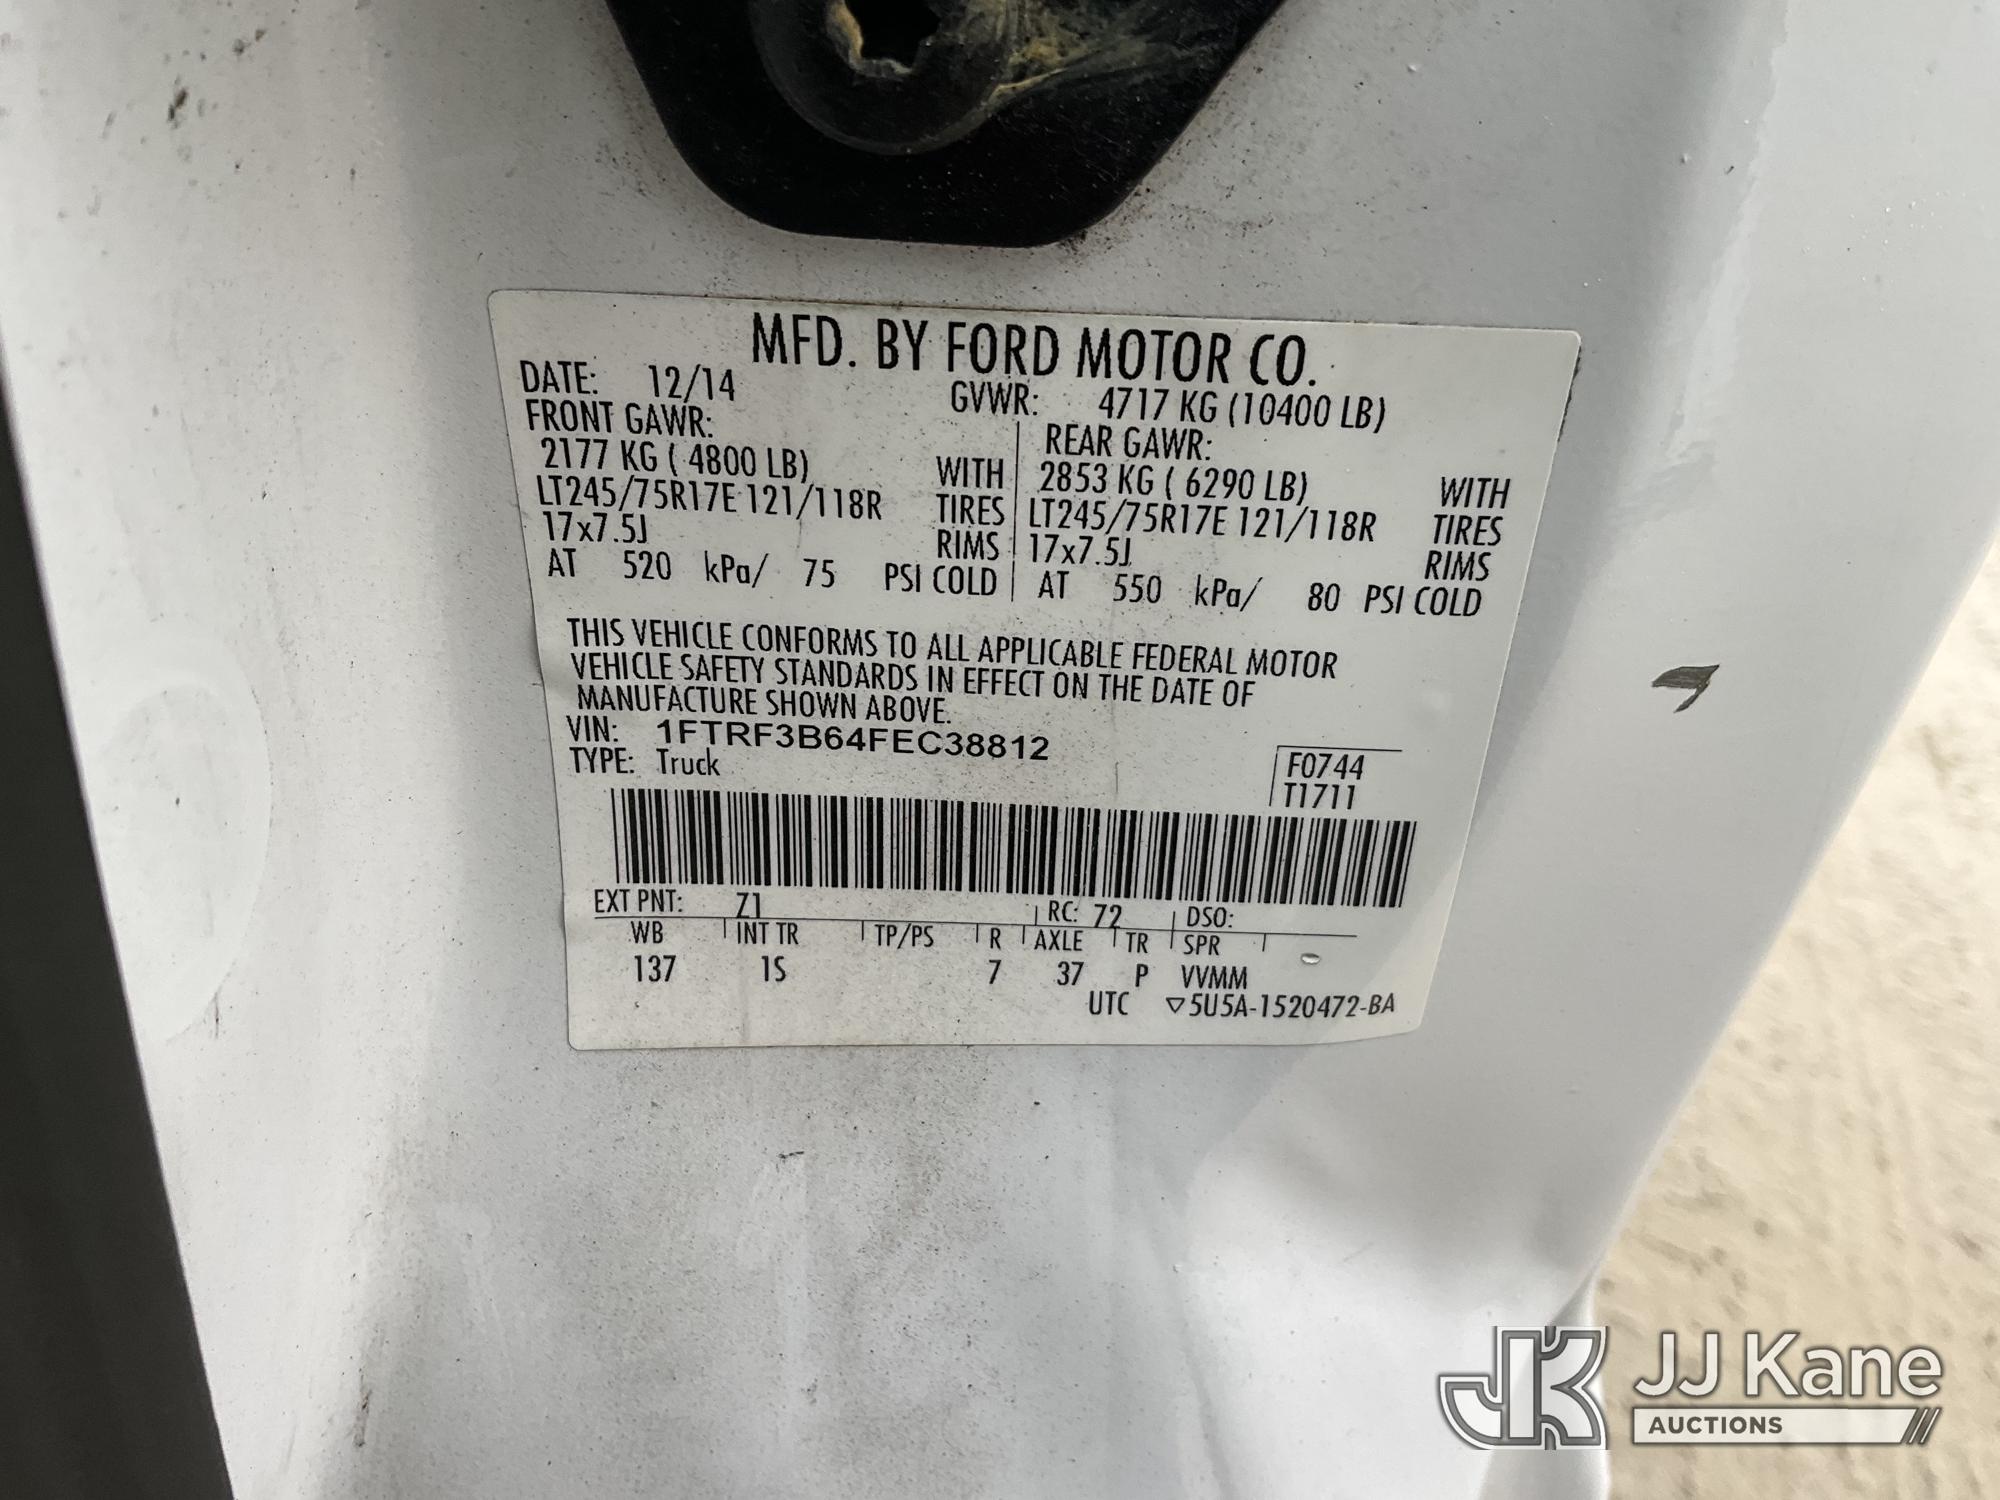 MFD. BY FORD MOTOR CO.
DATE: 12/14 GVWR: 4717 KG (10400 LB)
FRONT GAWR: REAR GAWR:
2177 KG ( 4800 LB) WITH 2853 KG ( 6290 LB) WITH
LT245/75R17E 121/118R TIRES LT245/75R17E 121/118R TIRES
17x7.5J RIMS 17x7.5J RIMS
AT 520 kPa/ 75 PSI COLD AT 550 kPa/ 80 PSI COLD
THIS VEHICLE CONFORMS TO ALL APPLICABLE FEDERAL MOTOR
VEHICLE SAFETY STANDARDS IN EFFECT ON THE DATE OF
MANUFACTURE SHOWN ABOVE.
VIN: 1FTRF3B64FEC38812
TYPE: Truck
F0744
T1711
EXT PNT: Z1 RC: 72 DSO:
WB INT TR TP/PS R AXLE TR SPR
137 1S 7 37 P VVMM
UTC ▽5U5A-1520472-BA
JK JJ Kane
AUCTIONS